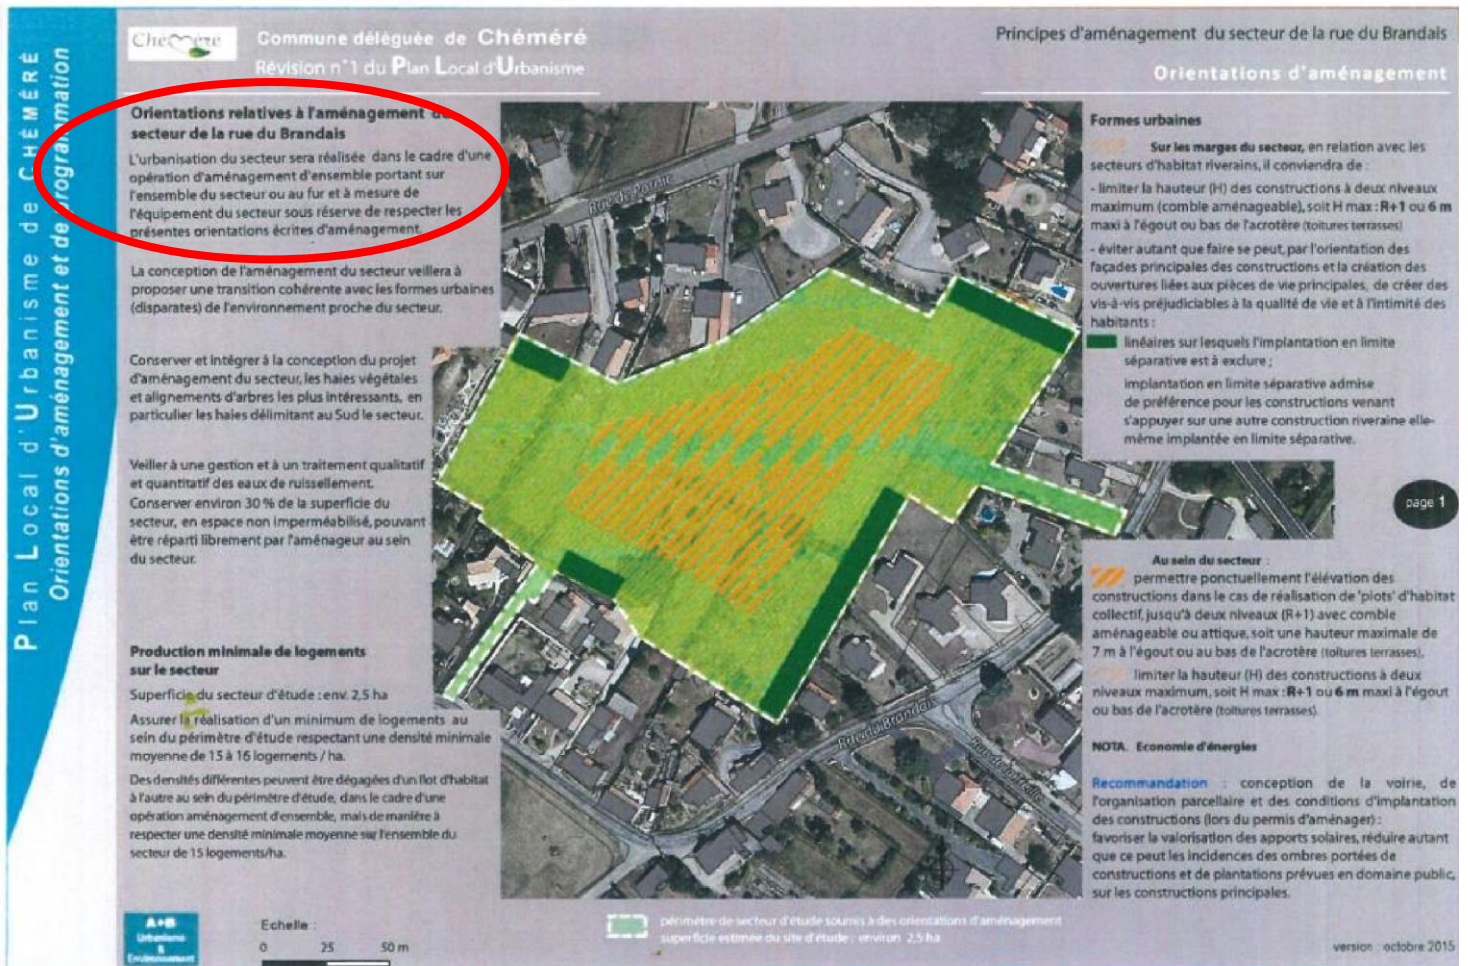 Plan Local d'Urbanisme de CHÉMÉRÉ
Orientations d'aménagement et de programmation
Chéméré
Commune déléguée de Chéméré
Révision n°1 du Plan Local d'Urbanisme
Principes d'aménagement du secteur de la rue du Brandais
Orientations d'aménagement
Orientations relatives à l'aménagement du
secteur de la rue du Brandais
L'urbanisation du secteur sera réalisée dans le cadre d'une
opération d'aménagement d'ensemble portant sur
l'ensemble du secteur ou au fur et à mesure de
l'équipement du secteur sous réserve de respecter les
présentes orientations écrites d'aménagement.
La conception de l'aménagement du secteur veillera à
proposer une transition cohérente avec les formes urbaines
(disparates) de l'environnement proche du secteur.
Conserver et intégrer à la conception du projet
d'aménagement du secteur, les haies végétales
et alignements d'arbres les plus intéressants, en
particulier les haies délimitant au Sud le secteur.
Veiller à une gestion et à un traitement qualitatif
et quantitatif des eaux de ruissellement.
Conserver environ 30 % de la superficie du
secteur, en espace non imperméabilisé, pouvant
être réparti librement par l'aménageur au sein
du secteur.
Production minimale de logements
sur le secteur
Superficie du secteur d'étude : env. 2,5 ha
Assurer la réalisation d'un minimum de logements au
sein du périmètre d'étude respectant une densité minimale
moyenne de 15 à 16 logements / ha.
Des densités différentes peuvent être dégagées d'un îlot d'habitat
à l'autre au sein du périmètre d'étude, dans le cadre d'une
opération aménagement d'ensemble, mais de manière à
respecter une densité minimale moyenne sur l'ensemble du
secteur de 15 logements/ha.
Rue de Pornic
Rue du Brandais
Formes urbaines
Sur les marges du secteur, en relation avec les
secteurs d'habitat riverains, il conviendra de :
- limiter la hauteur (H) des constructions à deux niveaux
maximum (comble aménageable), soit H max : R+1 ou 6 m
maxi à l'égout ou bas de l'acrotère (toitures terrasses)
- éviter autant que faire se peut, par l'orientation des
façades principales des constructions et la création des
ouvertures liées aux pièces de vie principales, de créer des
vis-à-vis préjudiciables à la qualité de vie et à l'intimité des
habitants :
linéaires sur lesquels l'implantation en limite
séparative est à exclure ;
implantation en limite séparative admise
de préférence pour les constructions venant
s'appuyer sur une autre construction riveraine elle-
même implantée en limite séparative.
page 1
Au sein du secteur :
permettre ponctuellement l'élévation des
constructions dans le cas de réalisation de 'plots' d'habitat
collectif, jusqu'à deux niveaux (R+1) avec comble
aménageable ou attique, soit une hauteur maximale de
7 m à l'égout ou au bas de l'acrotère (toitures terrasses),
limiter la hauteur (H) des constructions à deux
niveaux maximum, soit H max : R+1 ou 6 m maxi à l'égout
ou bas de l'acrotère (toitures terrasses).
NOTA. Economie d'énergies
Recommandation : conception de la voirie, de
l'organisation parcellaire et des conditions d'implantation
des constructions (lors du permis d'aménager) :
favoriser la valorisation des apports solaires, réduire autant
que ce peut les incidences des ombres portées de
constructions et de plantations prévues en domaine public,
sur les constructions principales.
A+B
Urbanisme
&
Environnement
Echelle :
0 25 50 m
périmètre de secteur d'étude soumis à des orientations d'aménagement
superficie estimée du site d'étude : environ 2,5 ha
version : octobre 2015